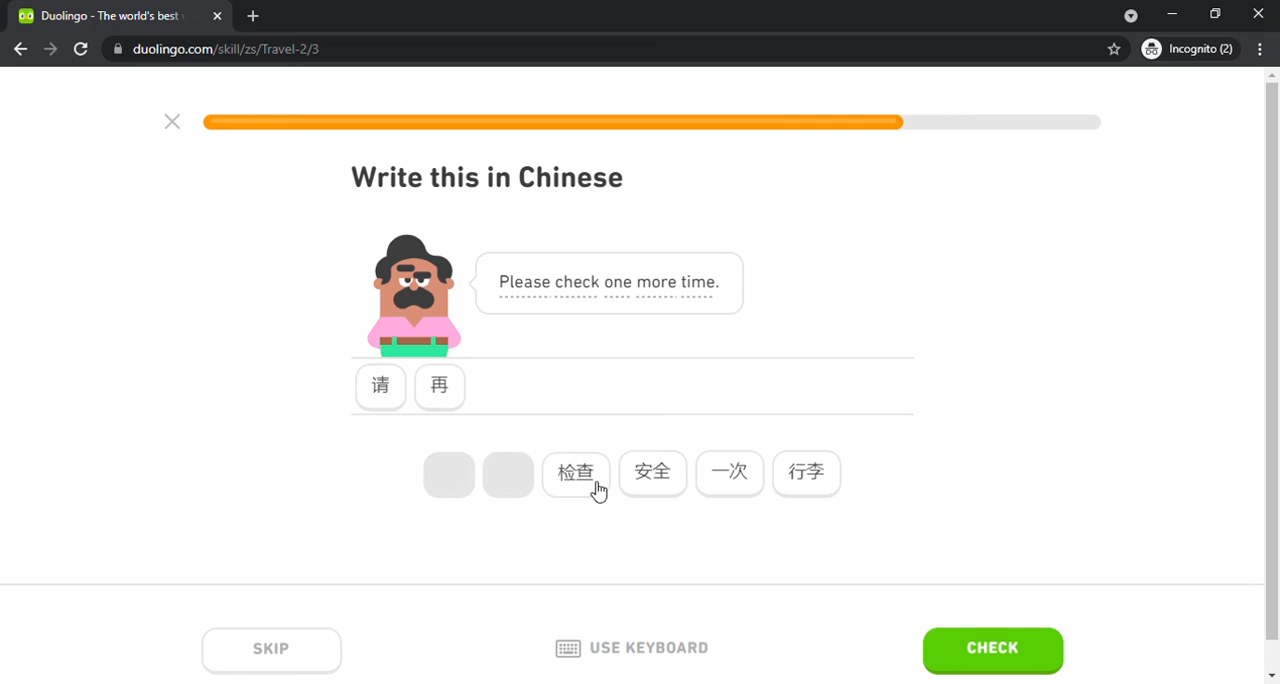 Duolingo - The world's best
Incognito (2)
duolingo.com/skill/zs/Travel-2/3
Write this in Chinese
Please check one more time.
请 再
检查 安全 一次 行李
SKIP USE KEYBOARD CHECK